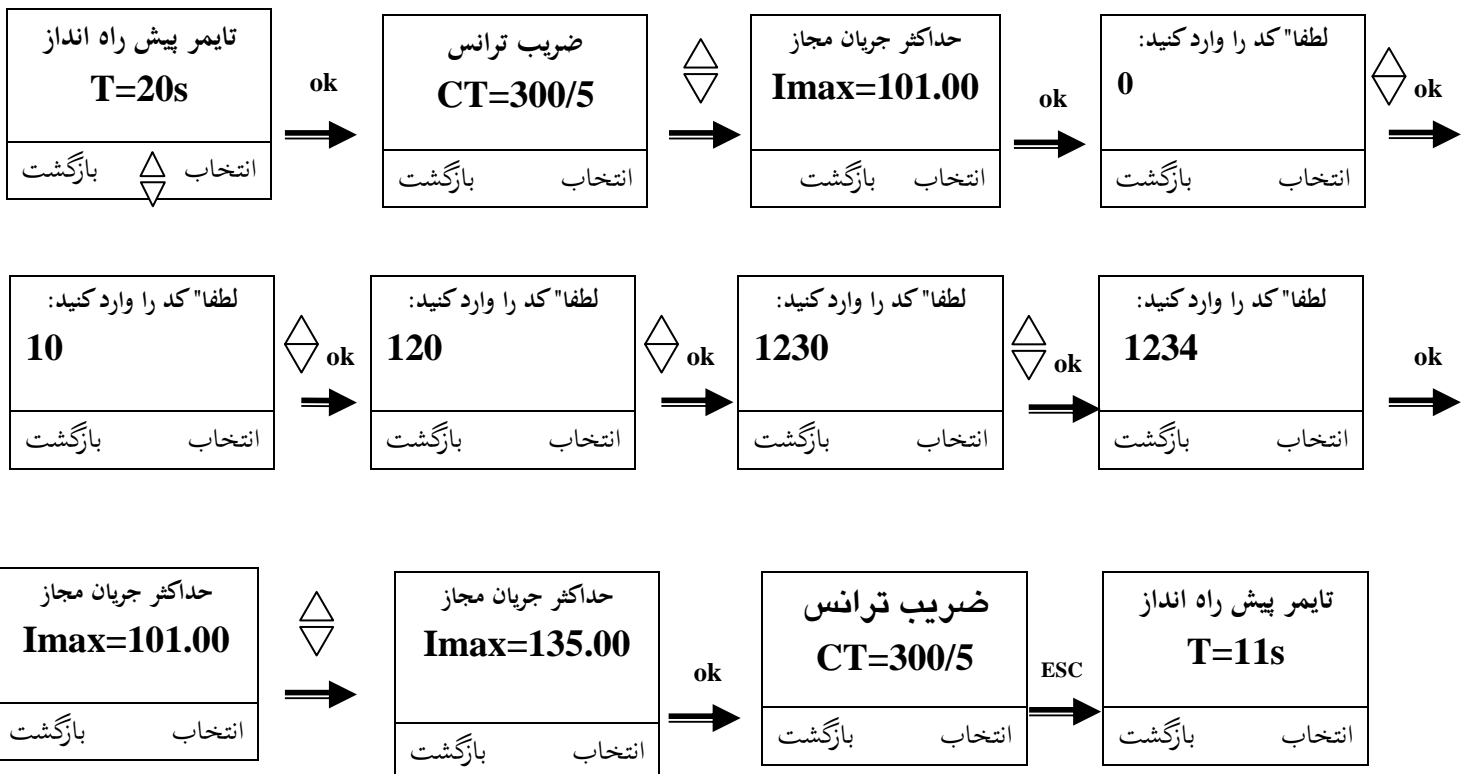 تایمر پیش راه انداز
T=20s
انتخاب بازگشت
ok
ضریب ترانس
CT=300/5
انتخاب بازگشت
حداکثر جریان مجاز
Imax=101.00
انتخاب بازگشت
ok
لطفا" کد را وارد کنید:
0
انتخاب بازگشت
ok
لطفا" کد را وارد کنید:
10
انتخاب بازگشت
ok
لطفا" کد را وارد کنید:
120
انتخاب بازگشت
ok
لطفا" کد را وارد کنید:
1230
انتخاب بازگشت
ok
لطفا" کد را وارد کنید:
1234
انتخاب بازگشت
ok
حداکثر جریان مجاز
Imax=101.00
انتخاب بازگشت
حداکثر جریان مجاز
Imax=135.00
انتخاب بازگشت
ok
ضریب ترانس
CT=300/5
انتخاب بازگشت
ESC
تایمر پیش راه انداز
T=11s
انتخاب بازگشت